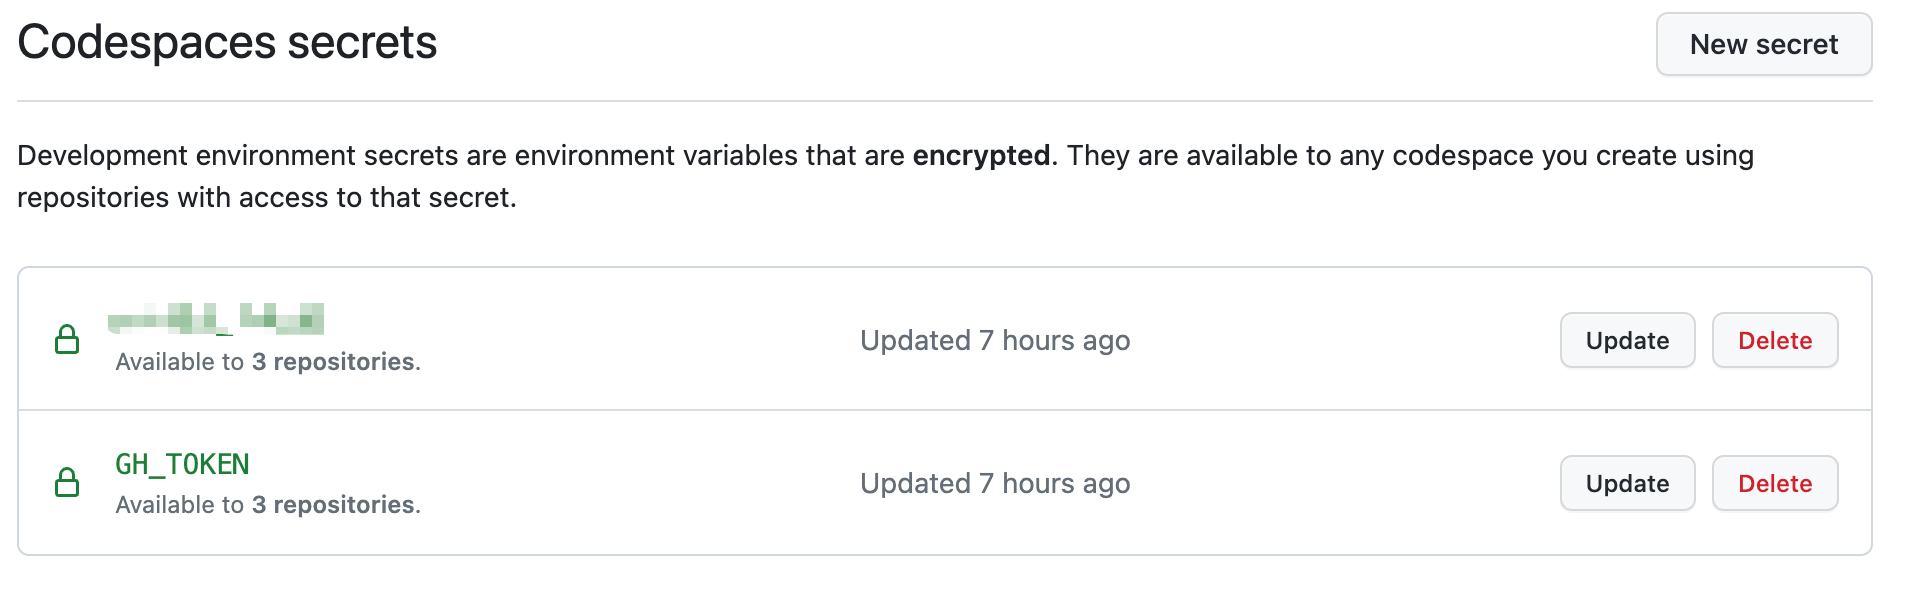 Codespaces secrets
New secret
Development environment secrets are environment variables that are encrypted. They are available to any codespace you create using
repositories with access to that secret.
Available to 3 repositories.
Updated 7 hours ago
Update
Delete
GH_TOKEN
Available to 3 repositories.
Updated 7 hours ago
Update
Delete